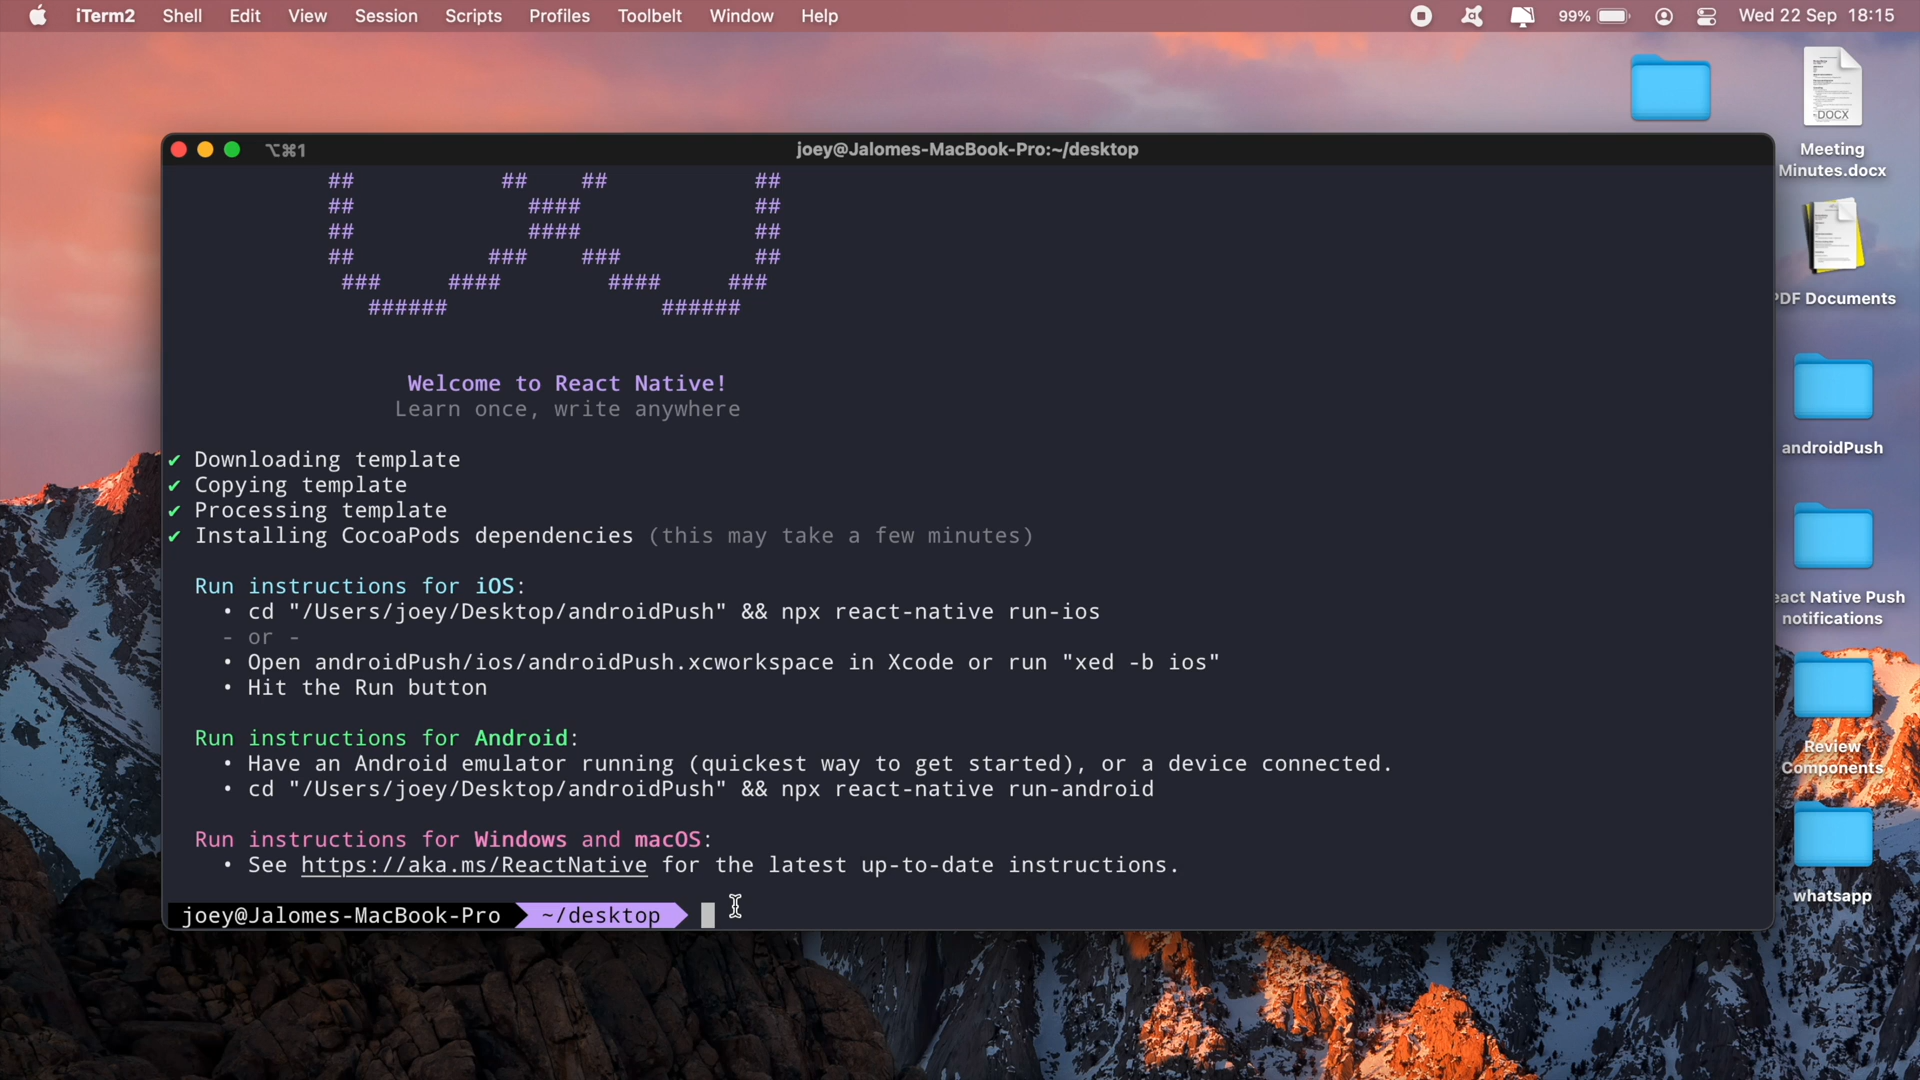 iTerm2 Shell Edit View Session Scripts Profiles Toolbelt Window Help 99% Wed 22 Sep 18:15
⌥⌘1 joey@Jalomes-MacBook-Pro:~/desktop
## ## ## ##
## #### ##
## #### ##
## ### ### ##
### #### #### ###
###### ######
Welcome to React Native!
Learn once, write anywhere
✔ Downloading template
✔ Copying template
✔ Processing template
✔ Installing CocoaPods dependencies (this may take a few minutes)
Run instructions for iOS:
• cd "/Users/joey/Desktop/androidPush" && npx react-native run-ios
- or -
• Open androidPush/ios/androidPush.xcworkspace in Xcode or run "xed -b ios"
• Hit the Run button
Run instructions for Android:
• Have an Android emulator running (quickest way to get started), or a device connected.
• cd "/Users/joey/Desktop/androidPush" && npx react-native run-android
Run instructions for Windows and macOS:
• See https://aka.ms/ReactNative for the latest up-to-date instructions.
joey@Jalomes-MacBook-Pro ~/desktop
DOCX
Meeting
Minutes.docx
PDF Documents
androidPush
eact Native Push
notifications
Review
Components
whatsapp